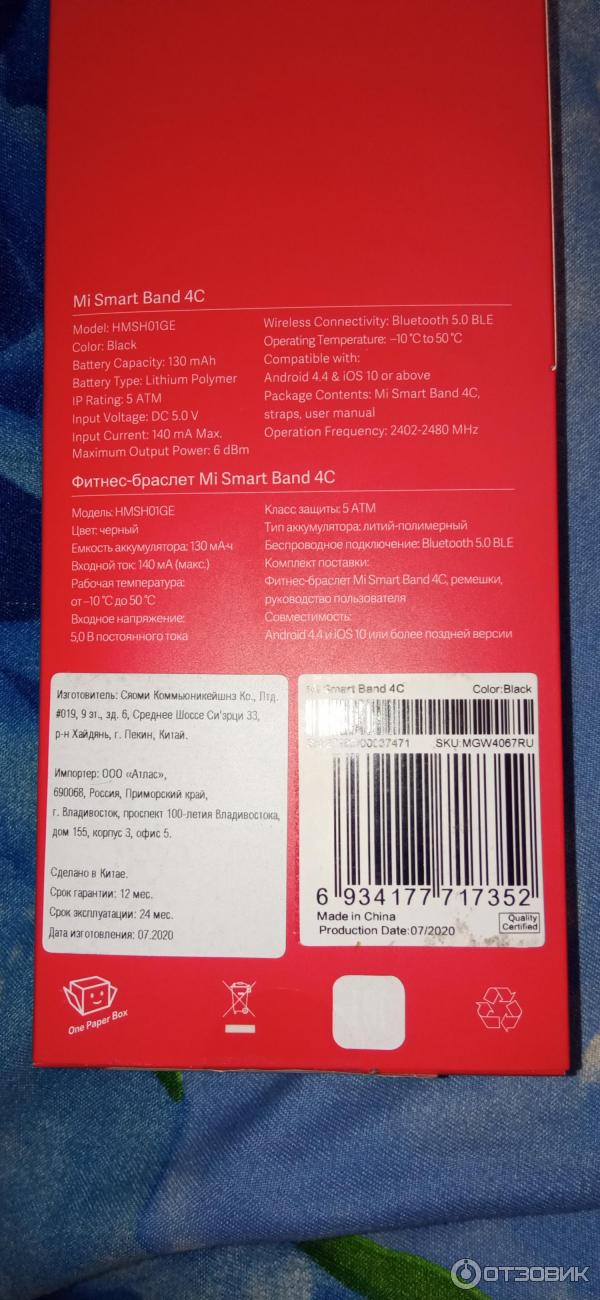 Mi Smart Band 4C
Model: HMSH01GE
Color: Black
Battery Capacity: 130 mAh
Battery Type: Lithium Polymer
IP Rating: 5 ATM
Input Voltage: DC 5.0 V
Input Current: 140 mA Max.
Maximum Output Power: 6 dBm
Wireless Connectivity: Bluetooth 5.0 BLE
Operating Temperature: –10 °C to 50 °C
Compatible with:
Android 4.4 & iOS 10 or above
Package Contents: Mi Smart Band 4C,
straps, user manual
Operation Frequency: 2402-2480 MHz
Фитнес-браслет Mi Smart Band 4C
Модель: HMSH01GE
Цвет: черный
Емкость аккумулятора: 130 мА·ч
Входной ток: 140 мА (макс.)
Рабочая температура:
от –10 °C до 50 °C
Входное напряжение:
5,0 В постоянного тока
Класс защиты: 5 ATM
Тип аккумулятора: литий-полимерный
Беспроводное подключение: Bluetooth 5.0 BLE
Комплект поставки:
Фитнес-браслет Mi Smart Band 4C, ремешки,
руководство пользователя
Совместимость:
Android 4.4 и iOS 10 или более поздней версии
Изготовитель: Сяоми Коммьюникейшнз Ко., Лтд.
#019, 9 эт., зд. 6, Среднее Шоссе Си'эрци 33,
р-н Хайдянь, г. Пекин, Китай.
Импортер: ООО «Атлас»,
690068, Россия, Приморский край,
г. Владивосток, проспект 100-летия Владивостока,
дом 155, корпус 3, офис 5.
Сделано в Китае.
Срок гарантии: 12 мес.
Срок эксплуатации: 24 мес.
Дата изготовления: 07.2020
Mi Smart Band 4C Color:Black
SKU:MGW4067RU
6 934177 717352
Made in China
Production Date:07/2020
Quality
Certified
One Paper Box
ОТЗОВИК